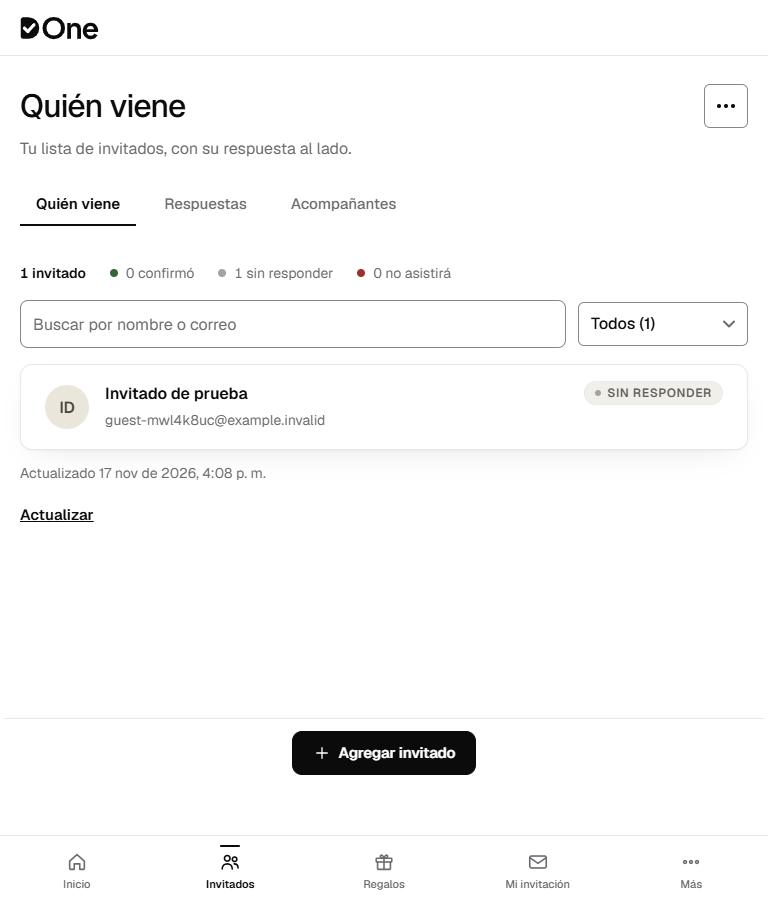 One
Quién viene
Tu lista de invitados, con su respuesta al lado.
Quién viene Respuestas Acompañantes
1 invitado 0 confirmó 1 sin responder 0 no asistirá
Buscar por nombre o correo Todos (1)
ID Invitado de prueba SIN RESPONDER
guest-mwl4k8uc@example.invalid
Actualizado 17 nov de 2026, 4:08 p. m.
Actualizar
Agregar invitado
Inicio Invitados Regalos Mi invitación Más